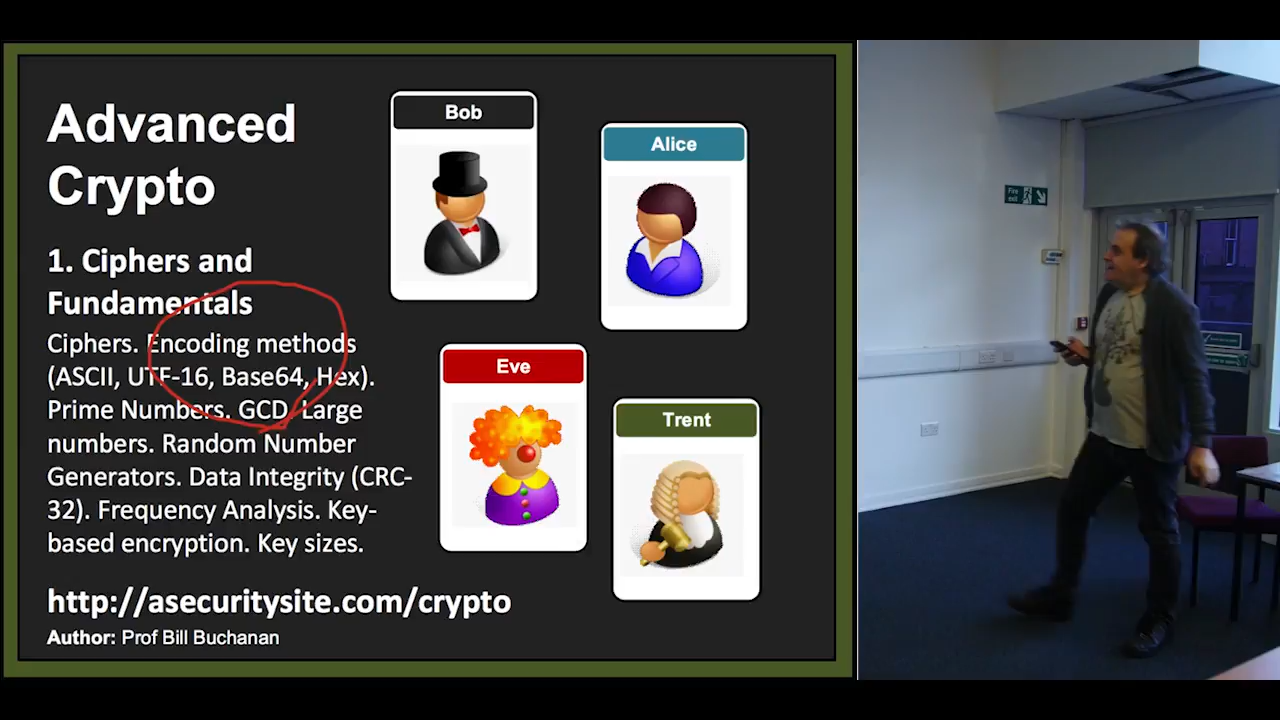 Advanced
Crypto
1. Ciphers and
Fundamentals
Ciphers. Encoding methods
(ASCII, UTF-16, Base64, Hex).
Prime Numbers. GCD. Large
numbers. Random Number
Generators. Data Integrity (CRC-
32). Frequency Analysis. Key-
based encryption. Key sizes.
http://asecuritysite.com/crypto
Author: Prof Bill Buchanan
Bob
Alice
Eve
Trent
Fire
exit